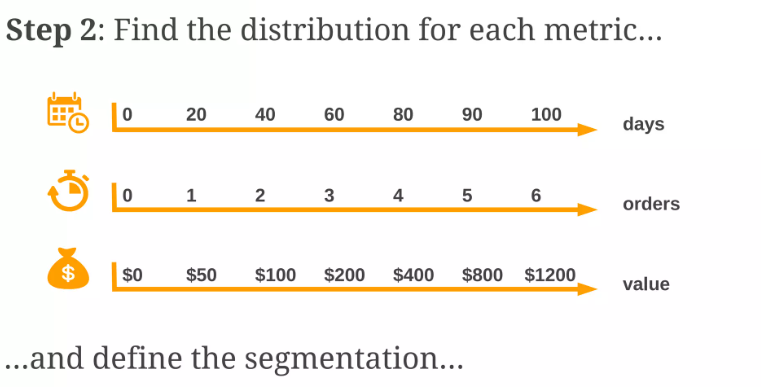 Step 2: Find the distribution for each metric...
0 20 40 60 80 90 100 days
0 1 2 3 4 5 6 orders
$ $0 $50 $100 $200 $400 $800 $1200 value
...and define the segmentation...